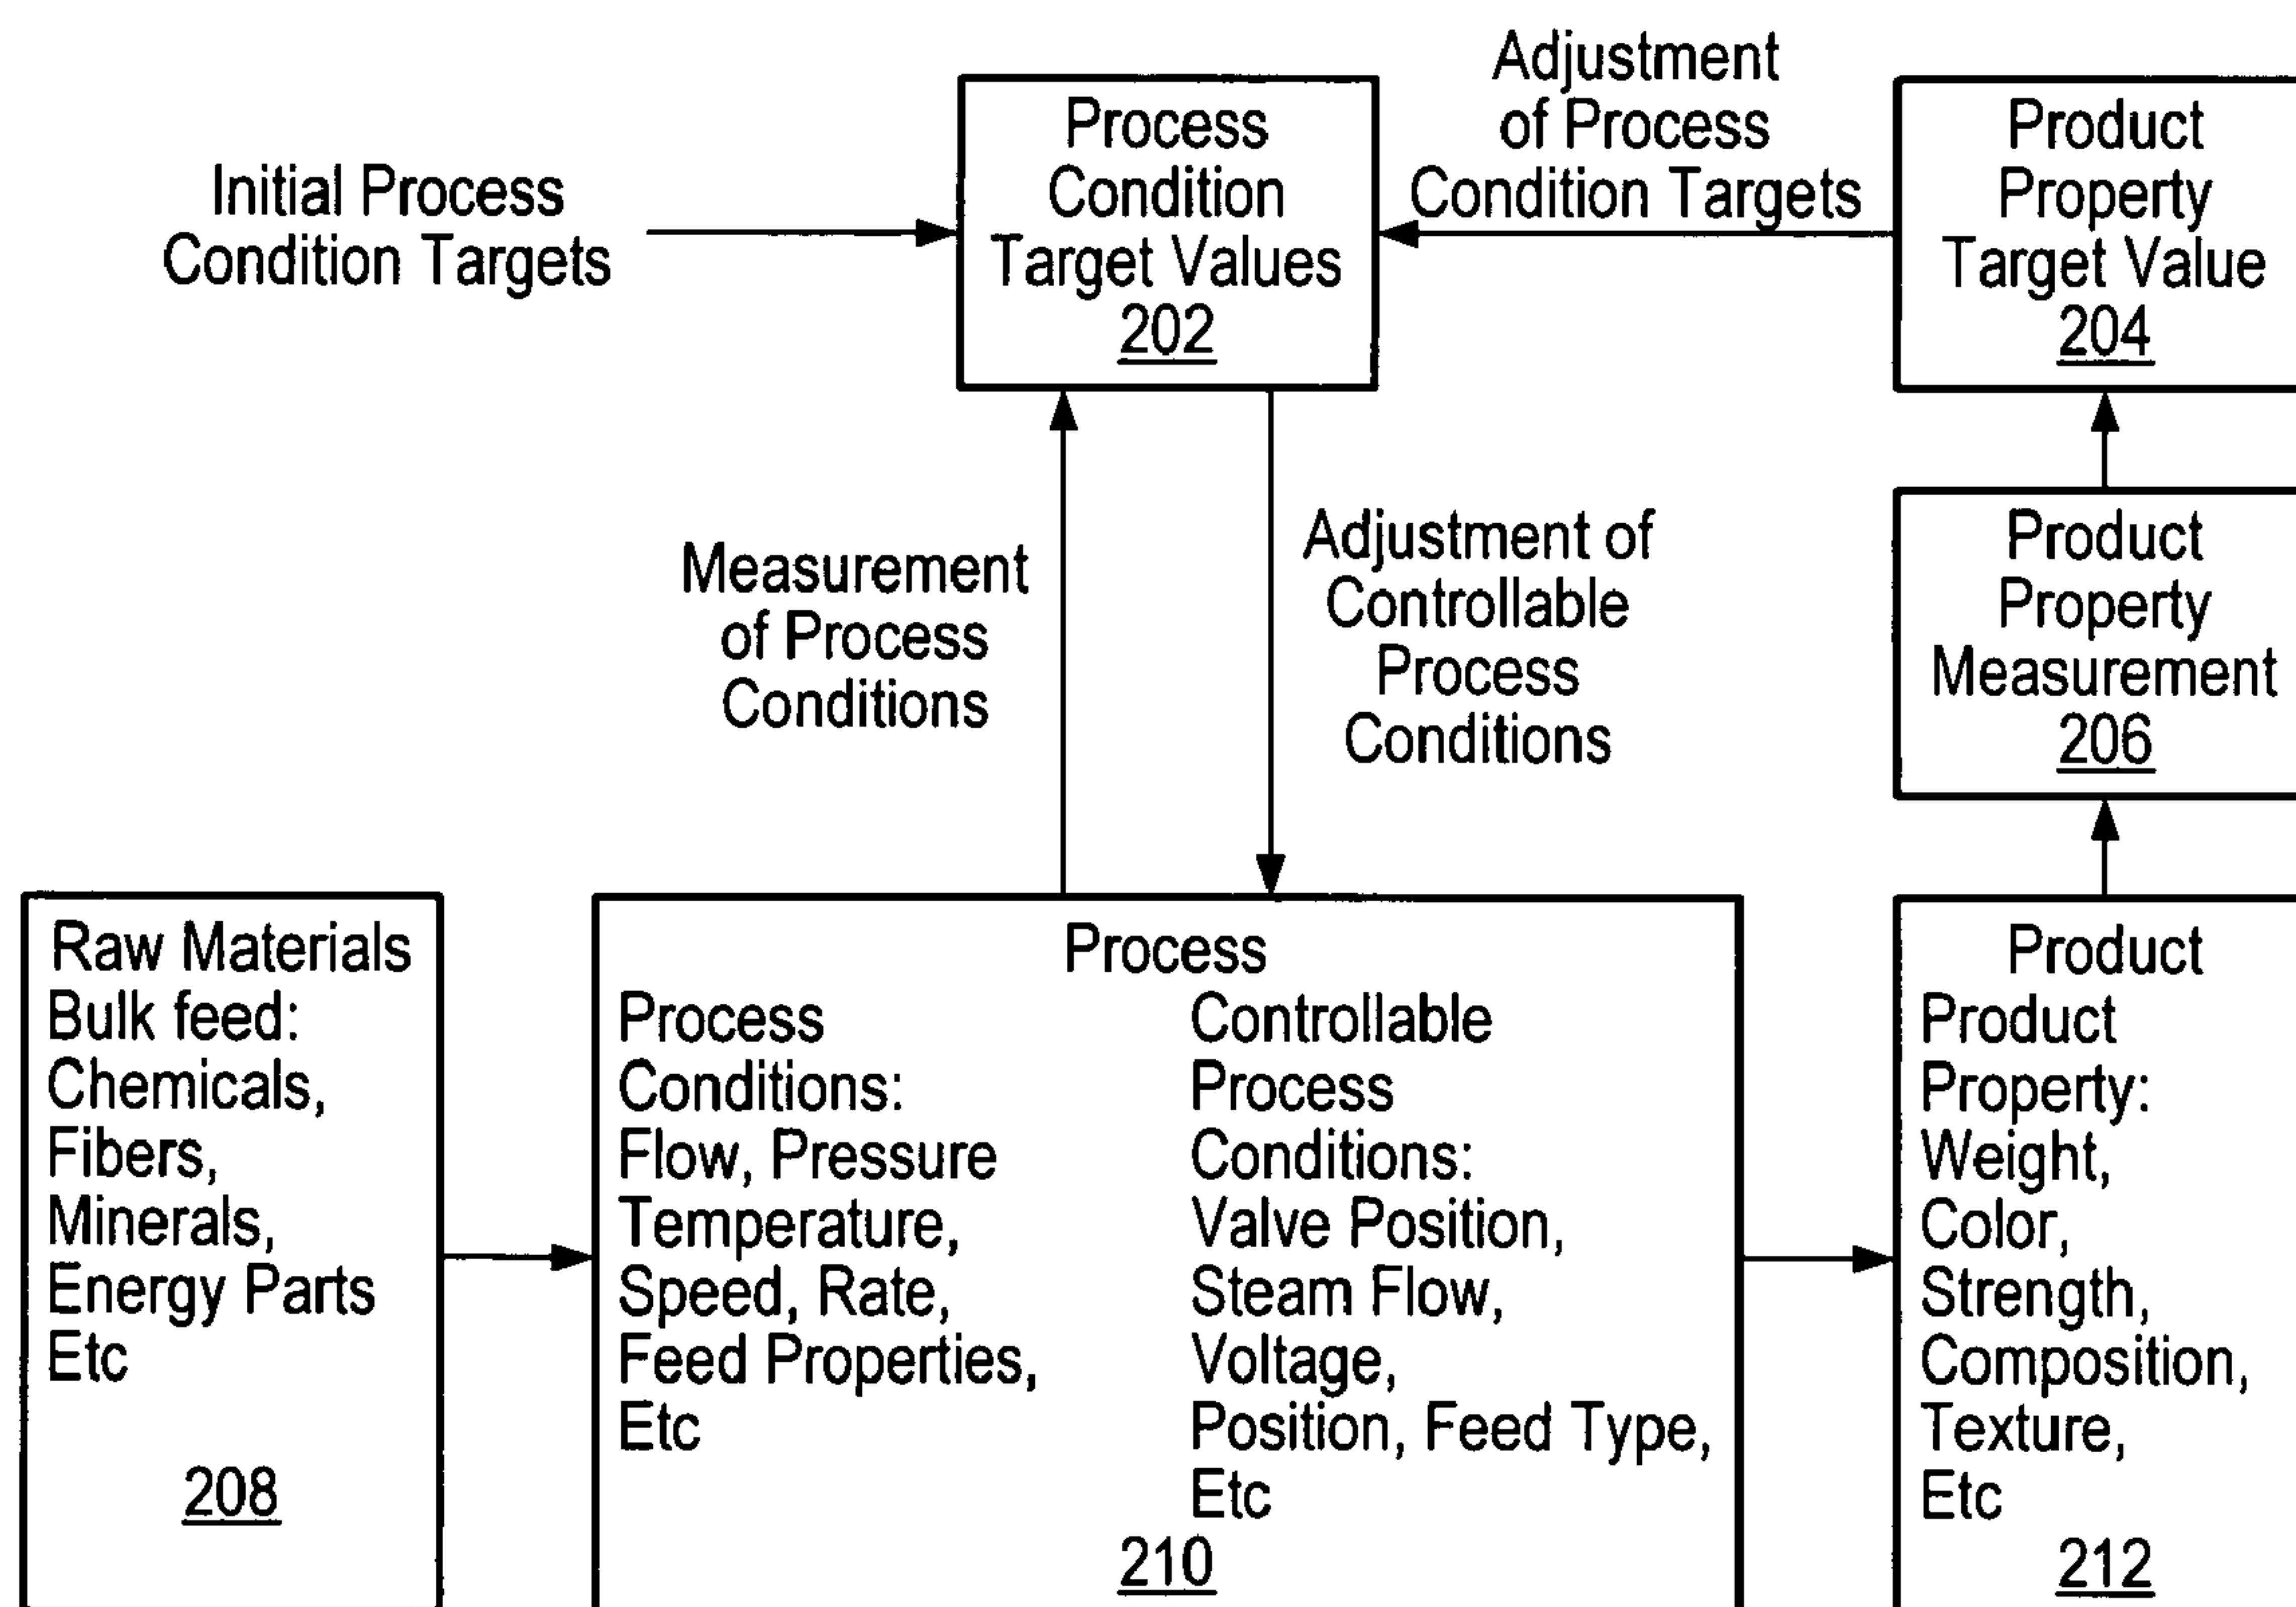 Initial Process
Condition Targets
Process
Condition
Target Values
202
Adjustment
of Process
Condition Targets
Product
Property
Target Value
204
Measurement
of Process
Conditions
Adjustment of
Controllable
Process
Conditions
Product
Property
Measurement
206
Raw Materials
Bulk feed:
Chemicals,
Fibers,
Minerals,
Energy Parts
Etc
208
Process
Process
Conditions:
Flow, Pressure
Temperature,
Speed, Rate,
Feed Properties,
Etc
Controllable
Process
Conditions:
Valve Position,
Steam Flow,
Voltage,
Position, Feed Type,
Etc
210
Product
Product
Property:
Weight,
Color,
Strength,
Composition,
Texture,
Etc
212